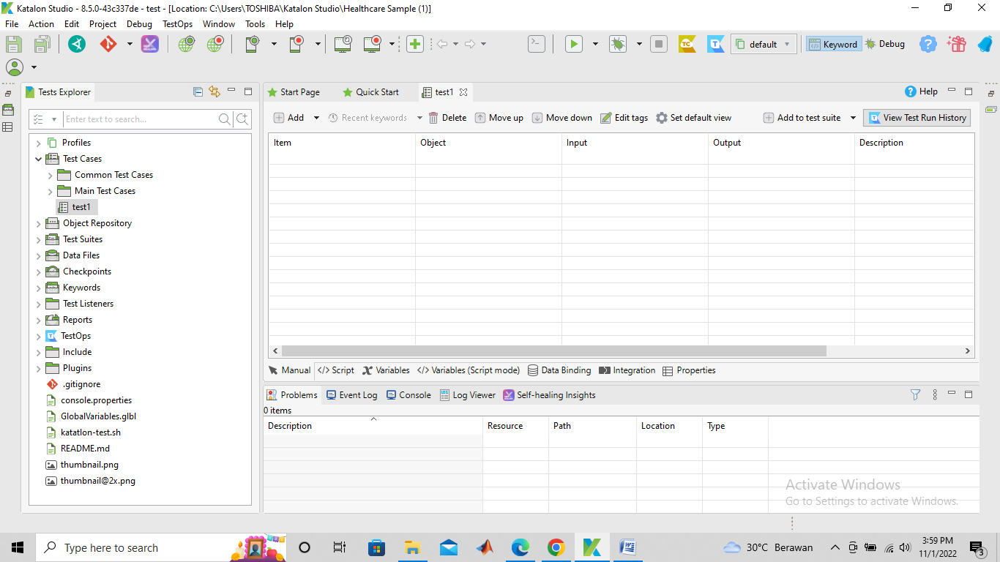 Katalon Studio - 8.5.0-43c337de - test - [Location: C:\Users\TOSHIBA\Katalon Studio\Healthcare Sample (1)]
File Action Edit Project Debug TestOps Window Tools Help
TC T default Keyword Debug
Tests Explorer
Enter text to search...
Profiles
Test Cases
Common Test Cases
Main Test Cases
test1
Object Repository
Test Suites
Data Files
Checkpoints
Keywords
Test Listeners
Reports
TestOps
Include
Plugins
.gitignore
console.properties
GlobalVariables.glbl
katatlon-test.sh
README.md
thumbnail.png
thumbnail@2x.png
Start Page Quick Start test1 Help
Add Recent keywords Delete Move up Move down Edit tags Set default view Add to test suite View Test Run History
Item Object Input Output Description
Manual </> Script Variables </> Variables (Script mode) Data Binding Integration Properties
Problems Event Log Console Log Viewer Self-healing Insights
0 items
Description Resource Path Location Type
Activate Windows
Go to Settings to activate Windows.
Type here to search
30°C Berawan
3:59 PM
11/1/2022
3